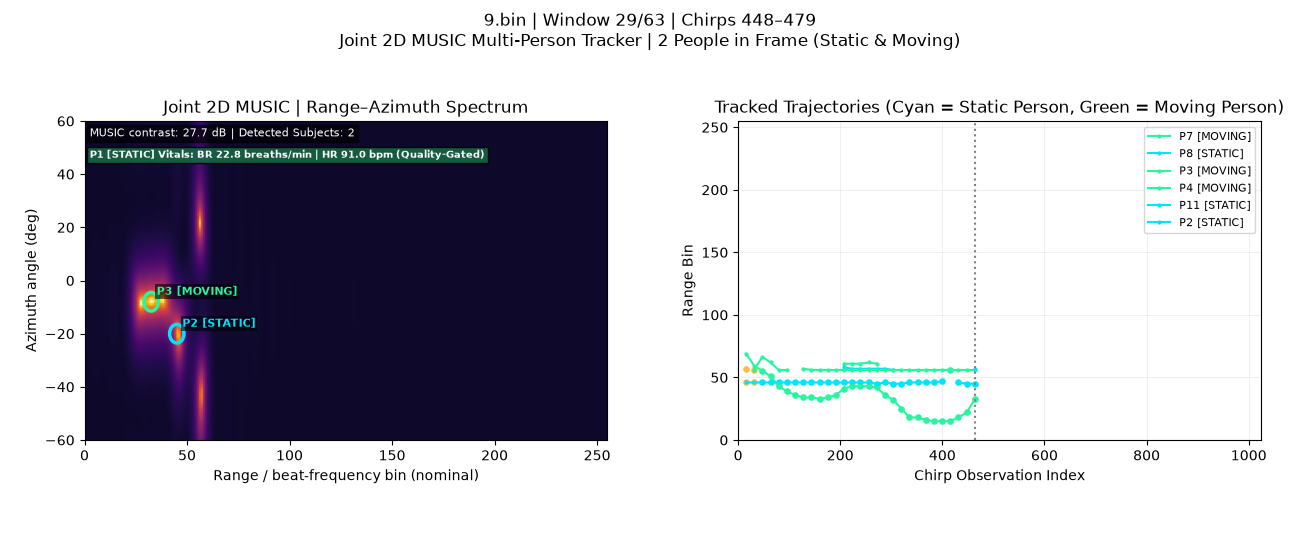 9.bin | Window 29/63 | Chirps 448–479
Joint 2D MUSIC Multi-Person Tracker | 2 People in Frame (Static & Moving)
Joint 2D MUSIC | Range–Azimuth Spectrum
MUSIC contrast: 27.7 dB | Detected Subjects: 2
P1 [STATIC] Vitals: BR 22.8 breaths/min | HR 91.0 bpm (Quality-Gated)
P3 [MOVING]
P2 [STATIC]
60
40
20
0
−20
−40
−60
Azimuth angle (deg)
0
50
100
150
200
250
Range / beat-frequency bin (nominal)
Tracked Trajectories (Cyan = Static Person, Green = Moving Person)
P7 [MOVING]
P8 [STATIC]
P3 [MOVING]
P4 [MOVING]
P11 [STATIC]
P2 [STATIC]
250
200
150
100
50
0
Range Bin
0
200
400
600
800
1000
Chirp Observation Index